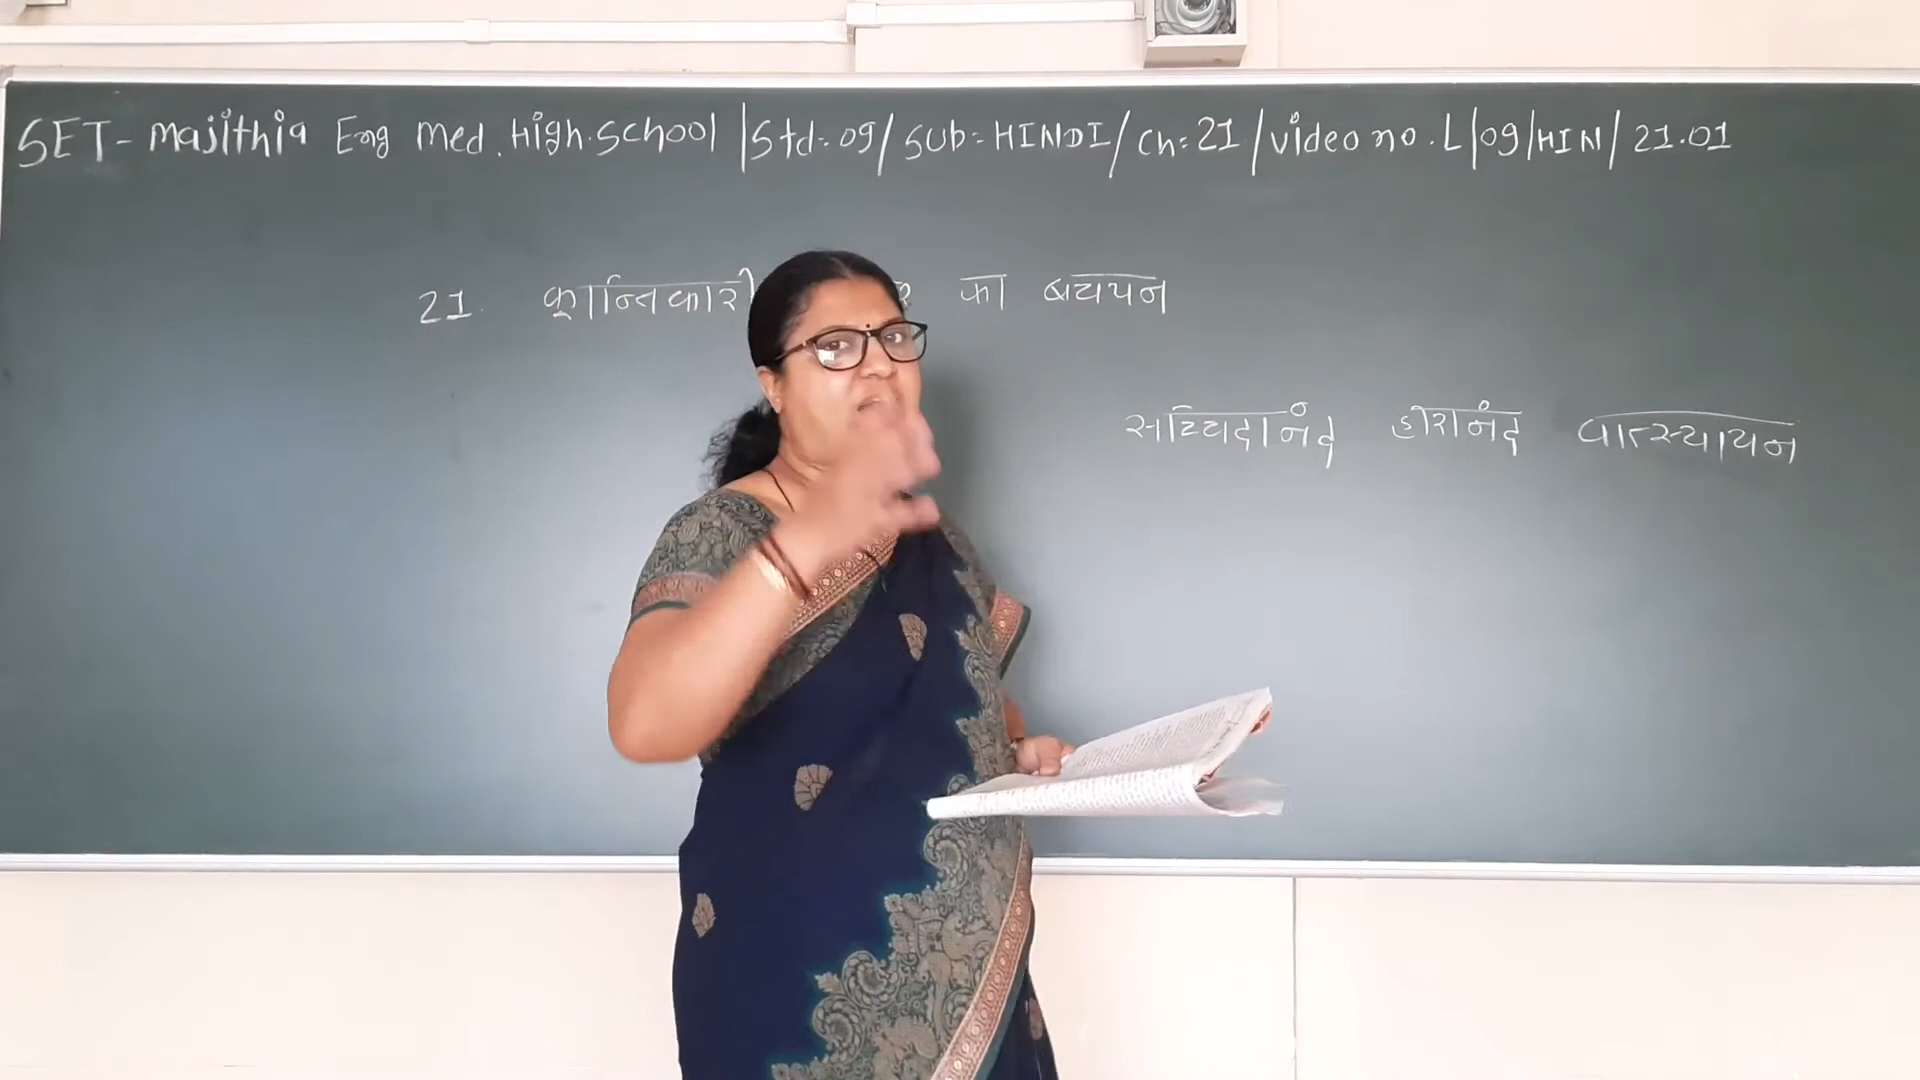 SET- Majithia Eng Med. High.School |Std:- 09/ SUB:- HINDI/ Ch:- 21 /video no. L|09|HIN| 21.01
21. क्रान्तिकारी का बचपन
सच्चिदानंद हीरानंद वात्स्यायन